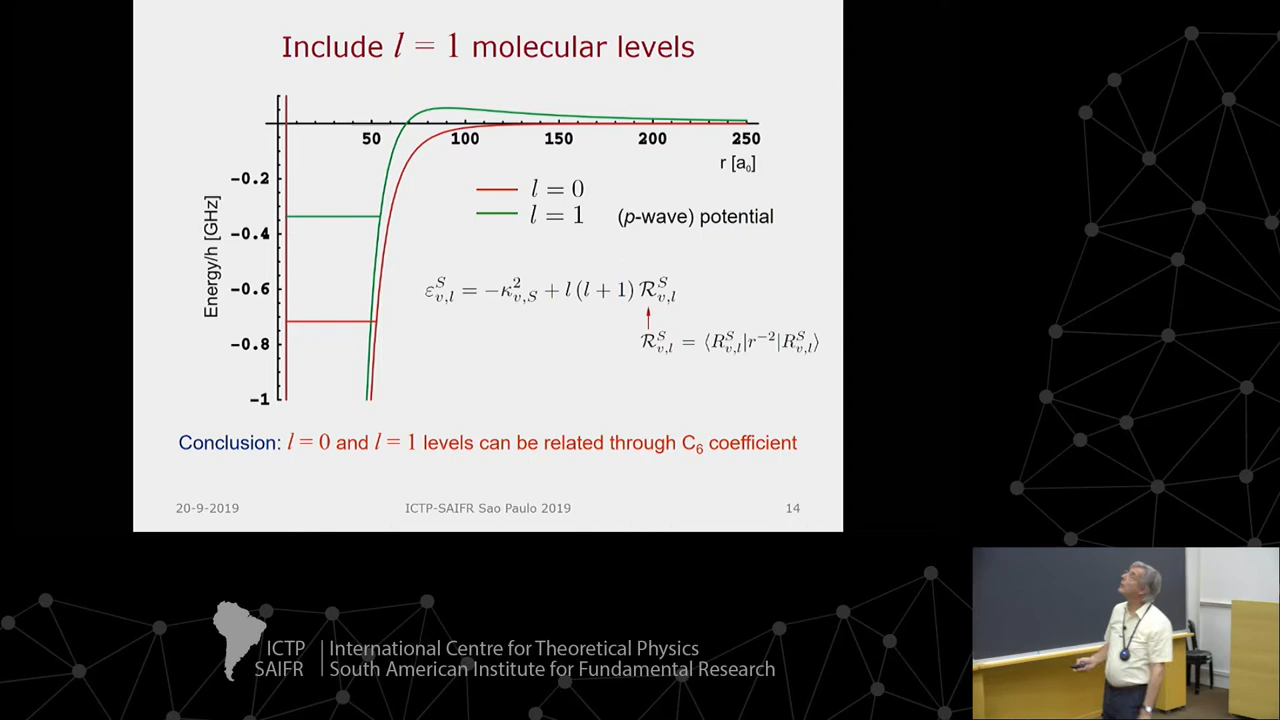 Include l = 1 molecular levels
50 100 150 200 250
r [a₀]
−0.2
−0.4
−0.6
−0.8
−1
Energy/h [GHz]
l = 0
l = 1 (p-wave) potential
ε^S_{v,l} = −κ²_{v,S} + l (l + 1) ℛ^S_{v,l}
ℛ^S_{v,l} = ⟨R^S_{v,l}|r⁻²|R^S_{v,l}⟩
Conclusion: l = 0 and l = 1 levels can be related through C₆ coefficient
20-9-2019 ICTP-SAIFR Sao Paulo 2019 14
ICTP
SAIFR
International Centre for Theoretical Physics
South American Institute for Fundamental Research